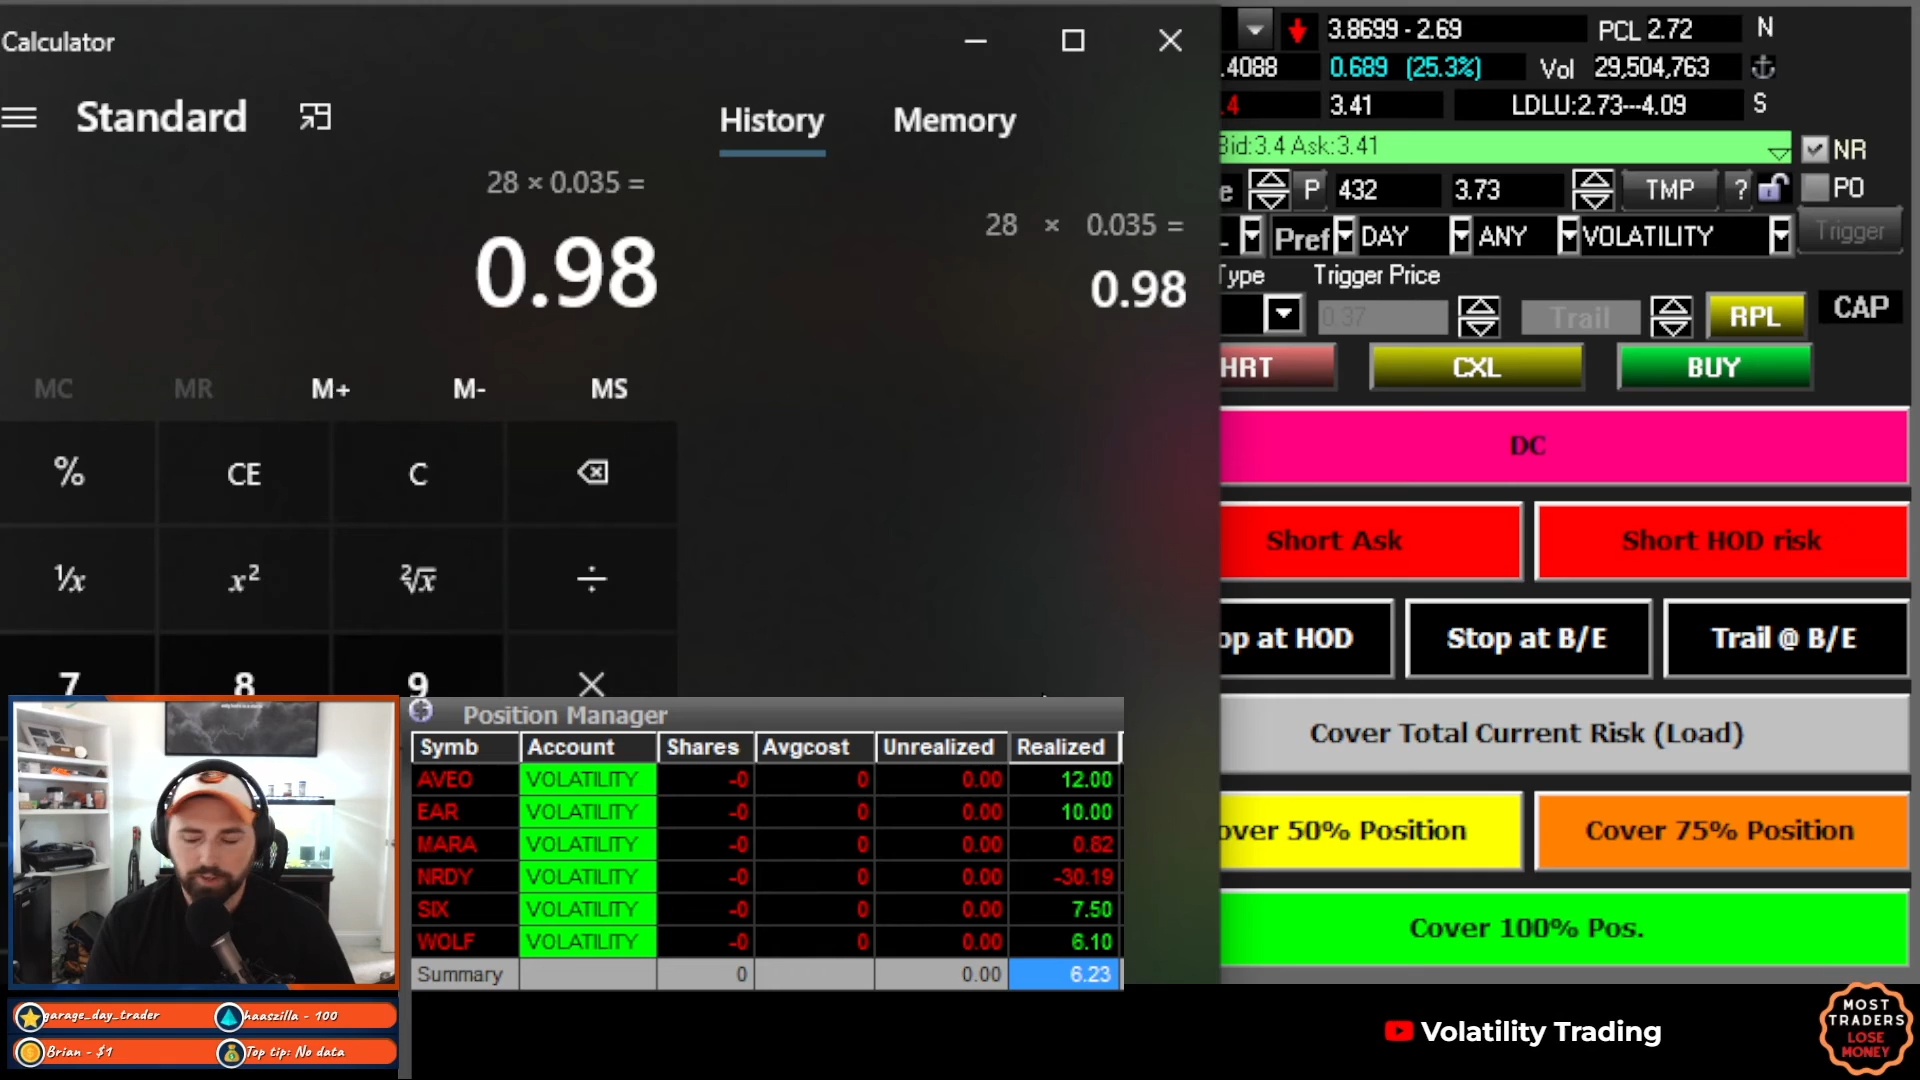 Calculator
Standard
History
Memory
28 × 0.035 =
0.98
28 × 0.035 =
0.98
MC MR M+ M- MS
% CE C
1/x x² ²√x ÷
7 8 9 ×
3.8699 - 2.69 PCL 2.72 N
.4088 0.689 (25.3%) Vol 29,504,763
.4 3.41 LDLU:2.73---4.09 S
Bid:3.4 Ask:3.41 NR
e P 432 3.73 TMP ? PO
Pref DAY ANY VOLATILITY Trigger
Type Trigger Price
0.37 Trail RPL CAP
HRT CXL BUY
DC
Short Ask Short HOD risk
op at HOD Stop at B/E Trail @ B/E
Cover Total Current Risk (Load)
over 50% Position Cover 75% Position
Cover 100% Pos.
Position Manager
Symb Account Shares Avgcost Unrealized Realized
AVEO VOLATILITY -0 0 0.00 12.00
EAR VOLATILITY -0 0 0.00 10.00
MARA VOLATILITY -0 0 0.00 0.82
NRDY VOLATILITY -0 0 0.00 -30.19
SIX VOLATILITY -0 0 0.00 7.50
WOLF VOLATILITY -0 0 0.00 6.10
Summary 0 0.00 6.23
garage_day_trader haaszilla - 100
Brian - $1 Top tip: No data
Volatility Trading
MOST
TRADERS
LOSE
MONEY